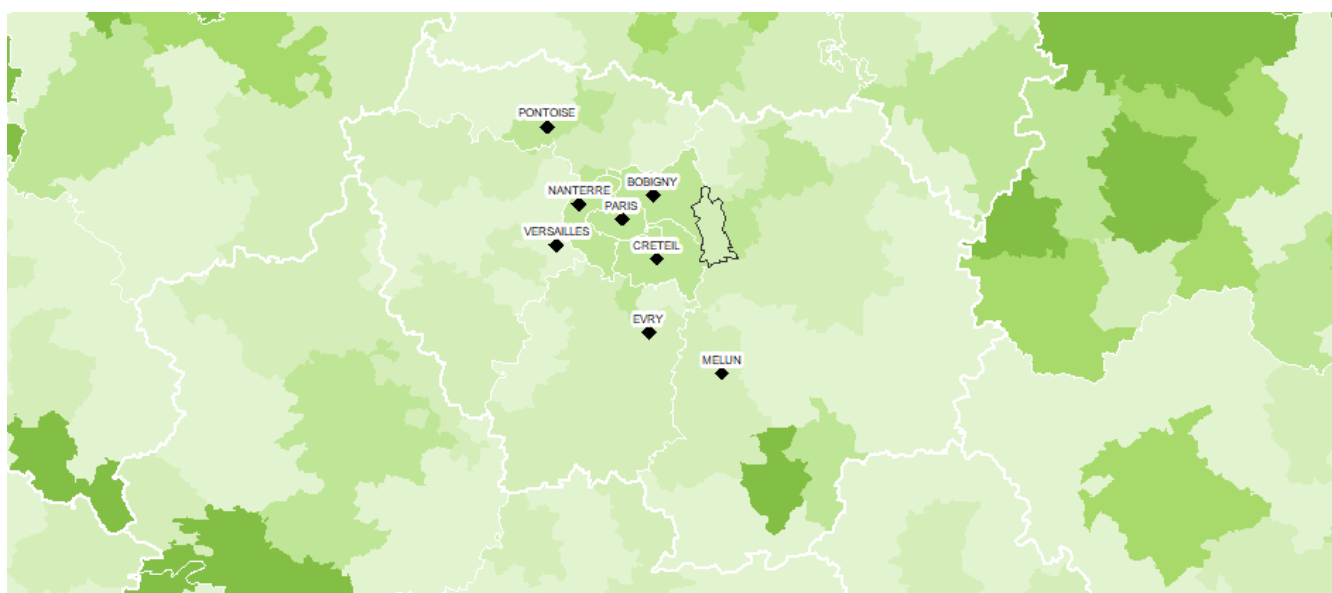 PONTOISE
BOBIGNY
NANTERRE
PARIS
VERSAILLES
CRETEIL
EVRY
MELUN